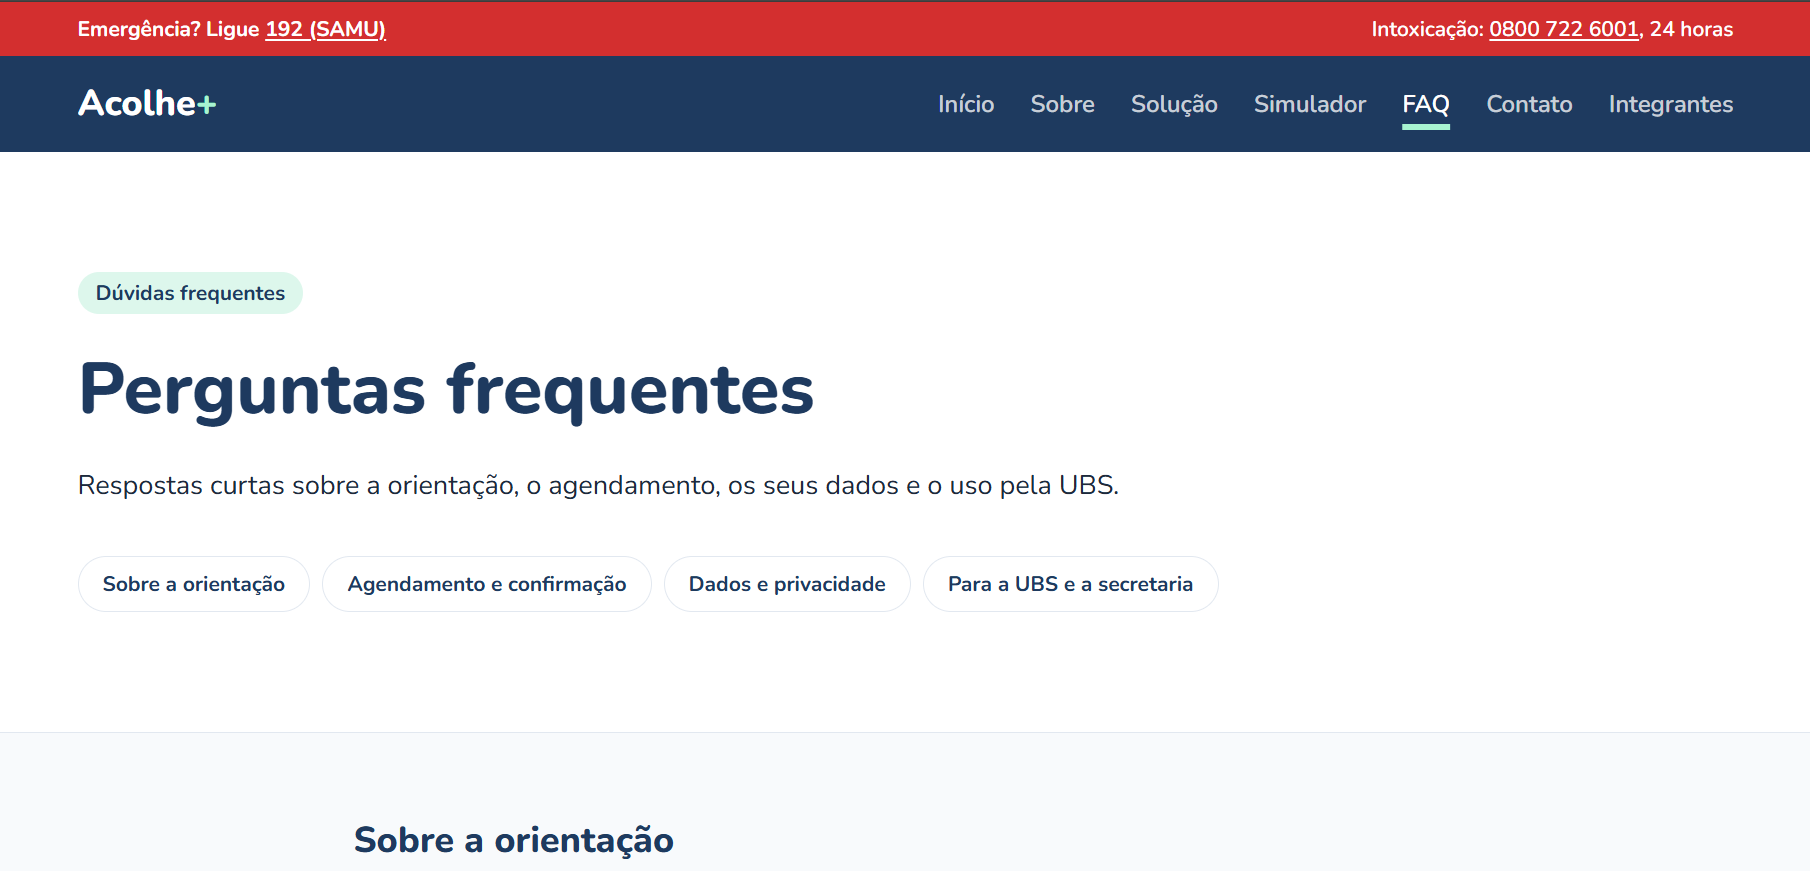 Emergência? Ligue 192 (SAMU)
Intoxicação: 0800 722 6001, 24 horas
Acolhe+
Início
Sobre
Solução
Simulador
FAQ
Contato
Integrantes
Dúvidas frequentes
Perguntas frequentes
Respostas curtas sobre a orientação, o agendamento, os seus dados e o uso pela UBS.
Sobre a orientação
Agendamento e confirmação
Dados e privacidade
Para a UBS e a secretaria
Sobre a orientação